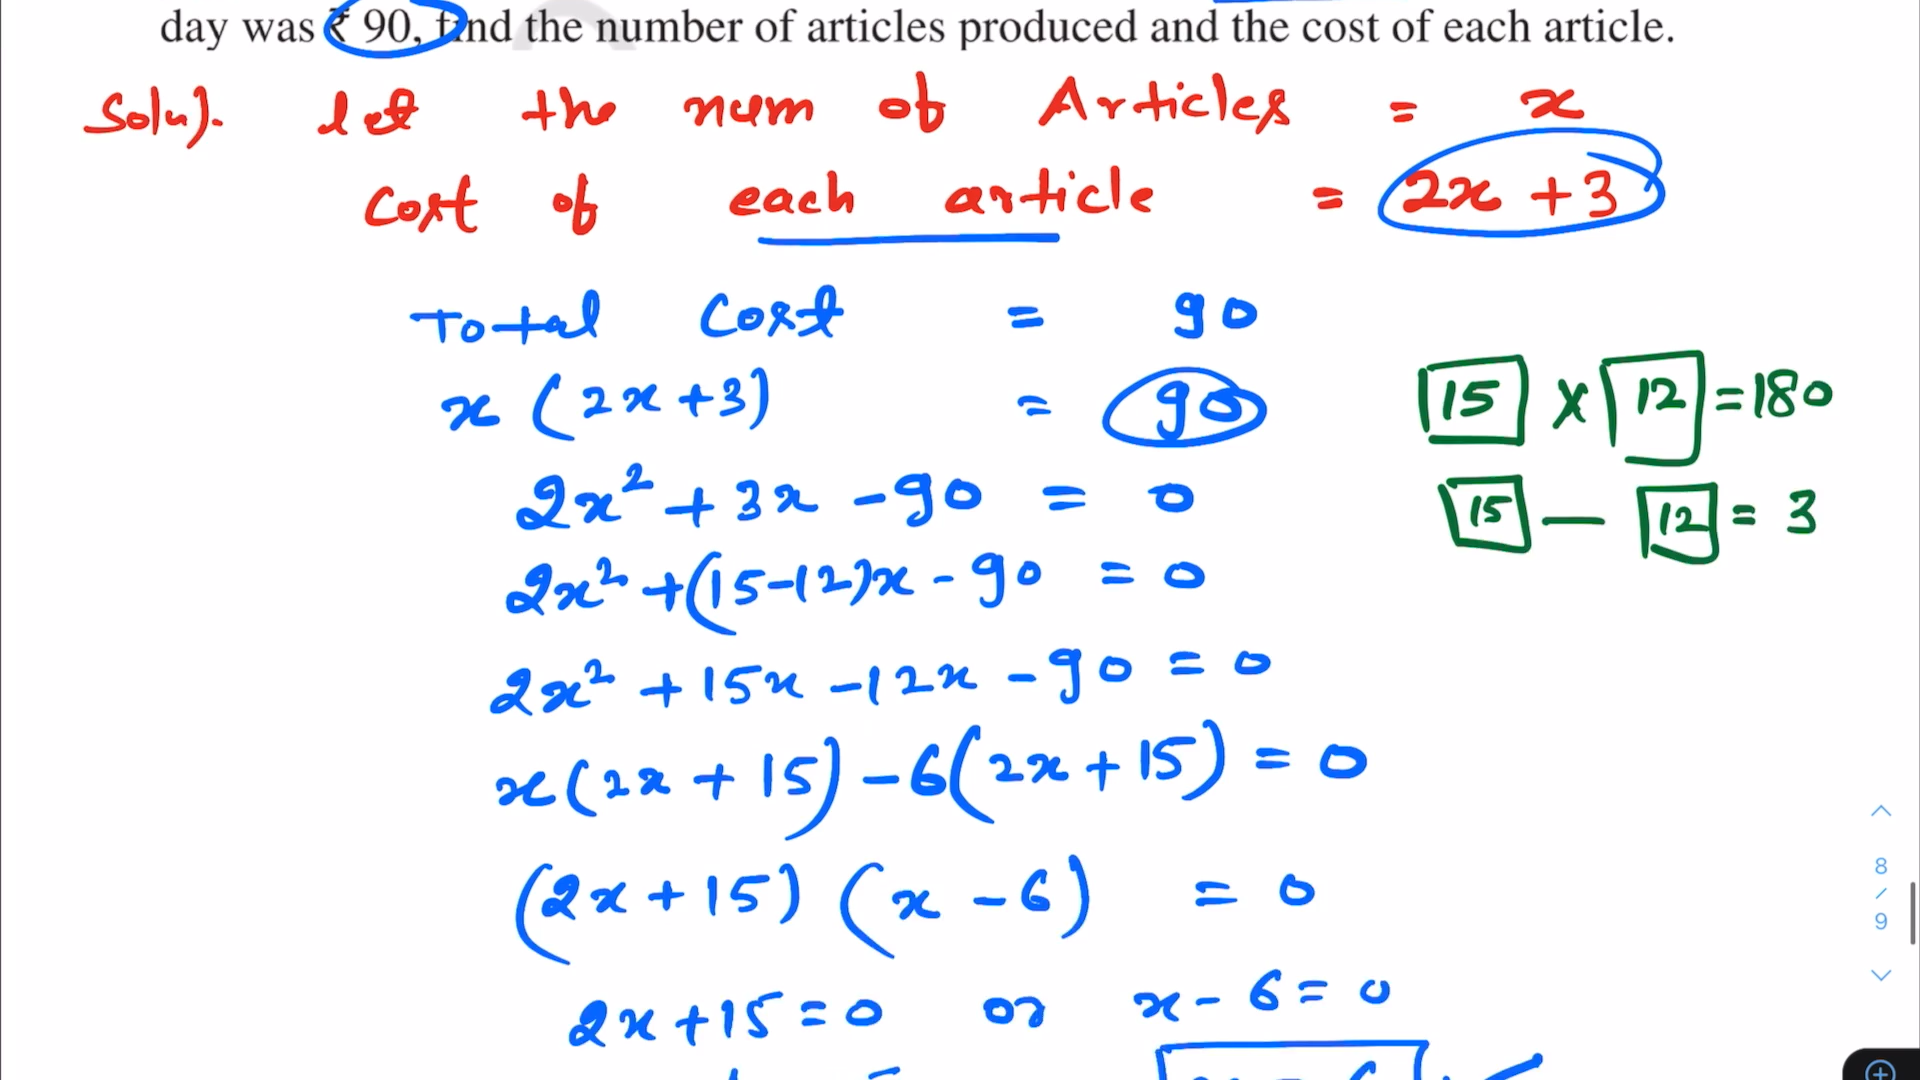 day was ₹ 90, find the number of articles produced and the cost of each article.
Solu). let the num of Articles = x
Cost of each article = 2x + 3
Total Cost = 90
x (2x + 3) = 90
15 × 12 = 180
2x² + 3x - 90 = 0
15 — 12 = 3
2x² + (15-12)x - 90 = 0
2x² + 15x - 12x - 90 = 0
x(2x + 15) - 6(2x + 15) = 0
(2x + 15) (x - 6) = 0
8
/
9
2x + 15 = 0 or x - 6 = 0